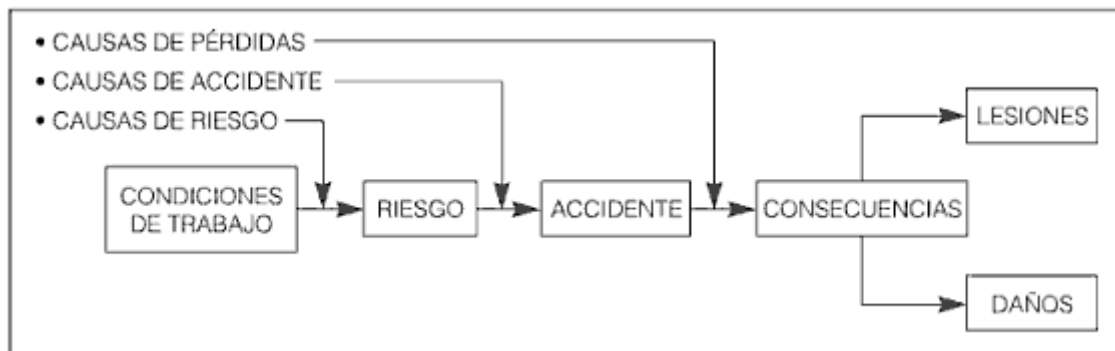 • CAUSAS DE PÉRDIDAS
• CAUSAS DE ACCIDENTE
• CAUSAS DE RIESGO
CONDICIONES
DE TRABAJO
RIESGO
ACCIDENTE
CONSECUENCIAS
LESIONES
DAÑOS